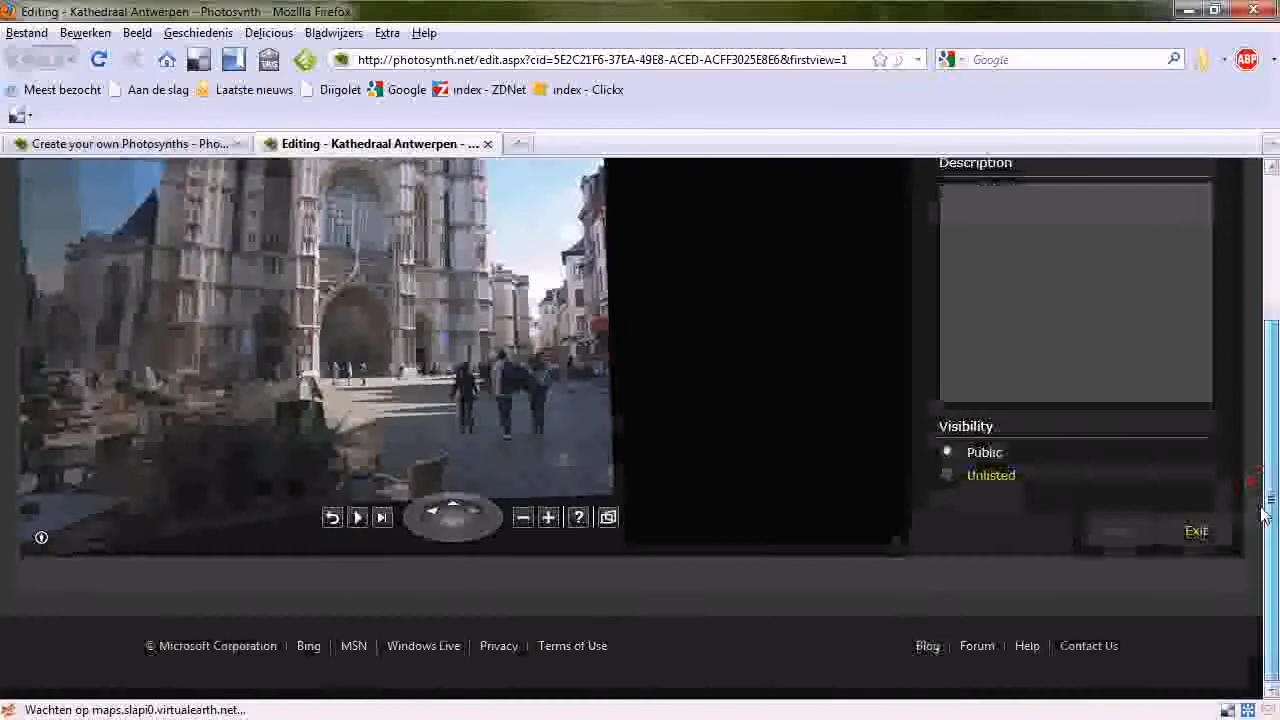 Editing - Kathedraal Antwerpen - Photosynth - Mozilla Firefox
Bestand Bewerken Beeld Geschiedenis Delicious Bladwijzers Extra Help
http://photosynth.net/edit.aspx?cid=5E2C21F6-37EA-49E8-ACED-ACFF3025E8E6&firstview=1
Google
ABP
Meest bezocht Aan de slag Laatste nieuws Diigolet Google index - ZDNet index - Clickx
Create your own Photosynths - Pho...
Editing - Kathedraal Antwerpen - ...
Description
Visibility
Public
Unlisted
?
Exit
© Microsoft Corporation | Bing | MSN | Windows Live | Privacy | Terms of Use
Blog | Forum | Help | Contact Us
Wachten op maps.slapi0.virtualearth.net...